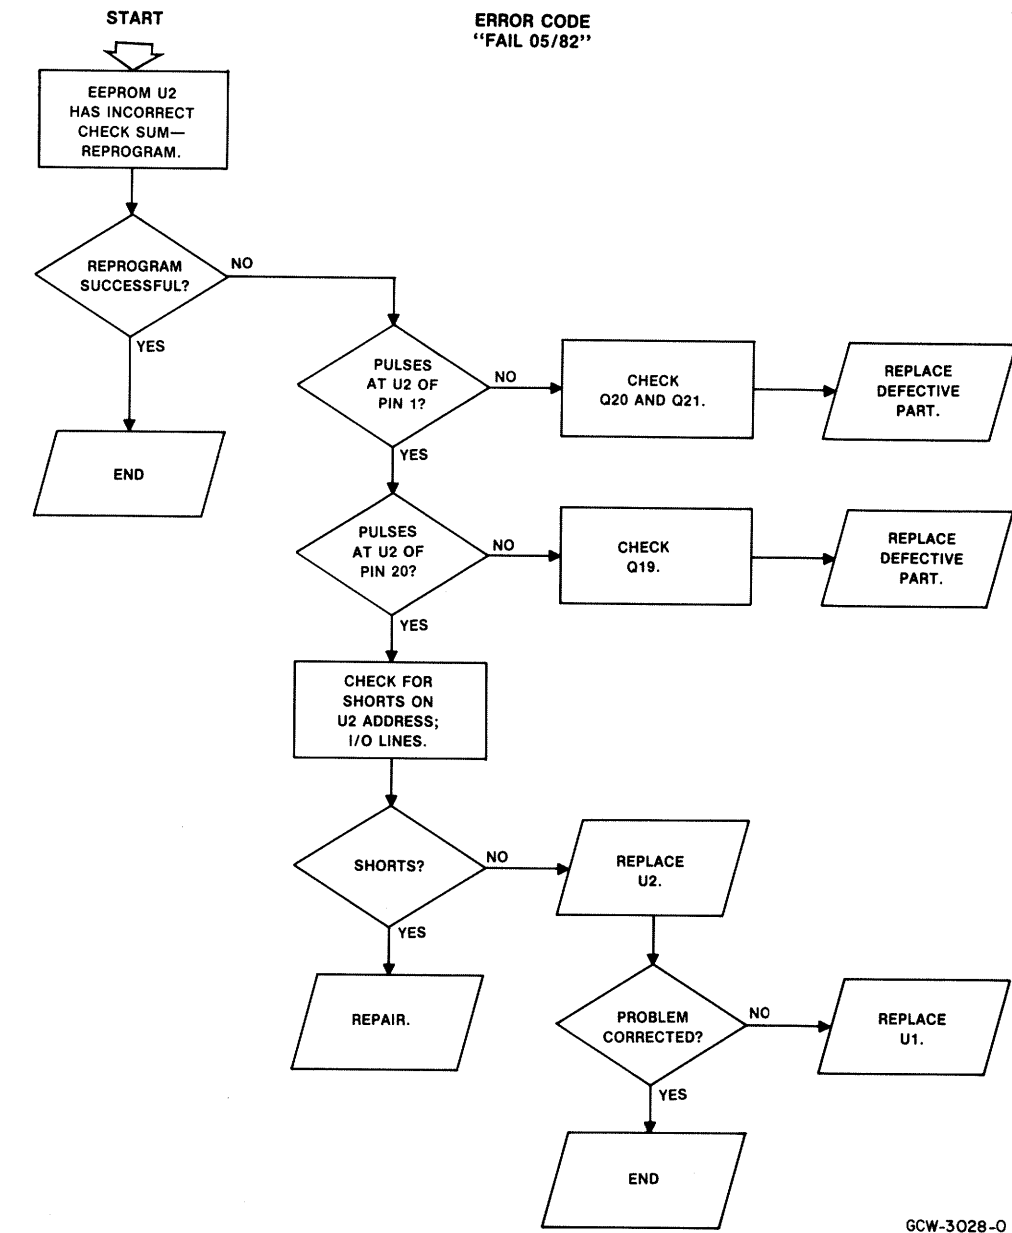 START
ERROR CODE
"FAIL 05/82"
EEPROM U2
HAS INCORRECT
CHECK SUM—
REPROGRAM.
REPROGRAM
SUCCESSFUL?
NO
YES
END
PULSES
AT U2 OF
PIN 1?
NO
CHECK
Q20 AND Q21.
REPLACE
DEFECTIVE
PART.
YES
PULSES
AT U2 OF
PIN 20?
NO
CHECK
Q19.
REPLACE
DEFECTIVE
PART.
YES
CHECK FOR
SHORTS ON
U2 ADDRESS;
I/O LINES.
SHORTS?
NO
REPLACE
U2.
YES
REPAIR.
PROBLEM
CORRECTED?
NO
REPLACE
U1.
YES
END
GCW-3028-0